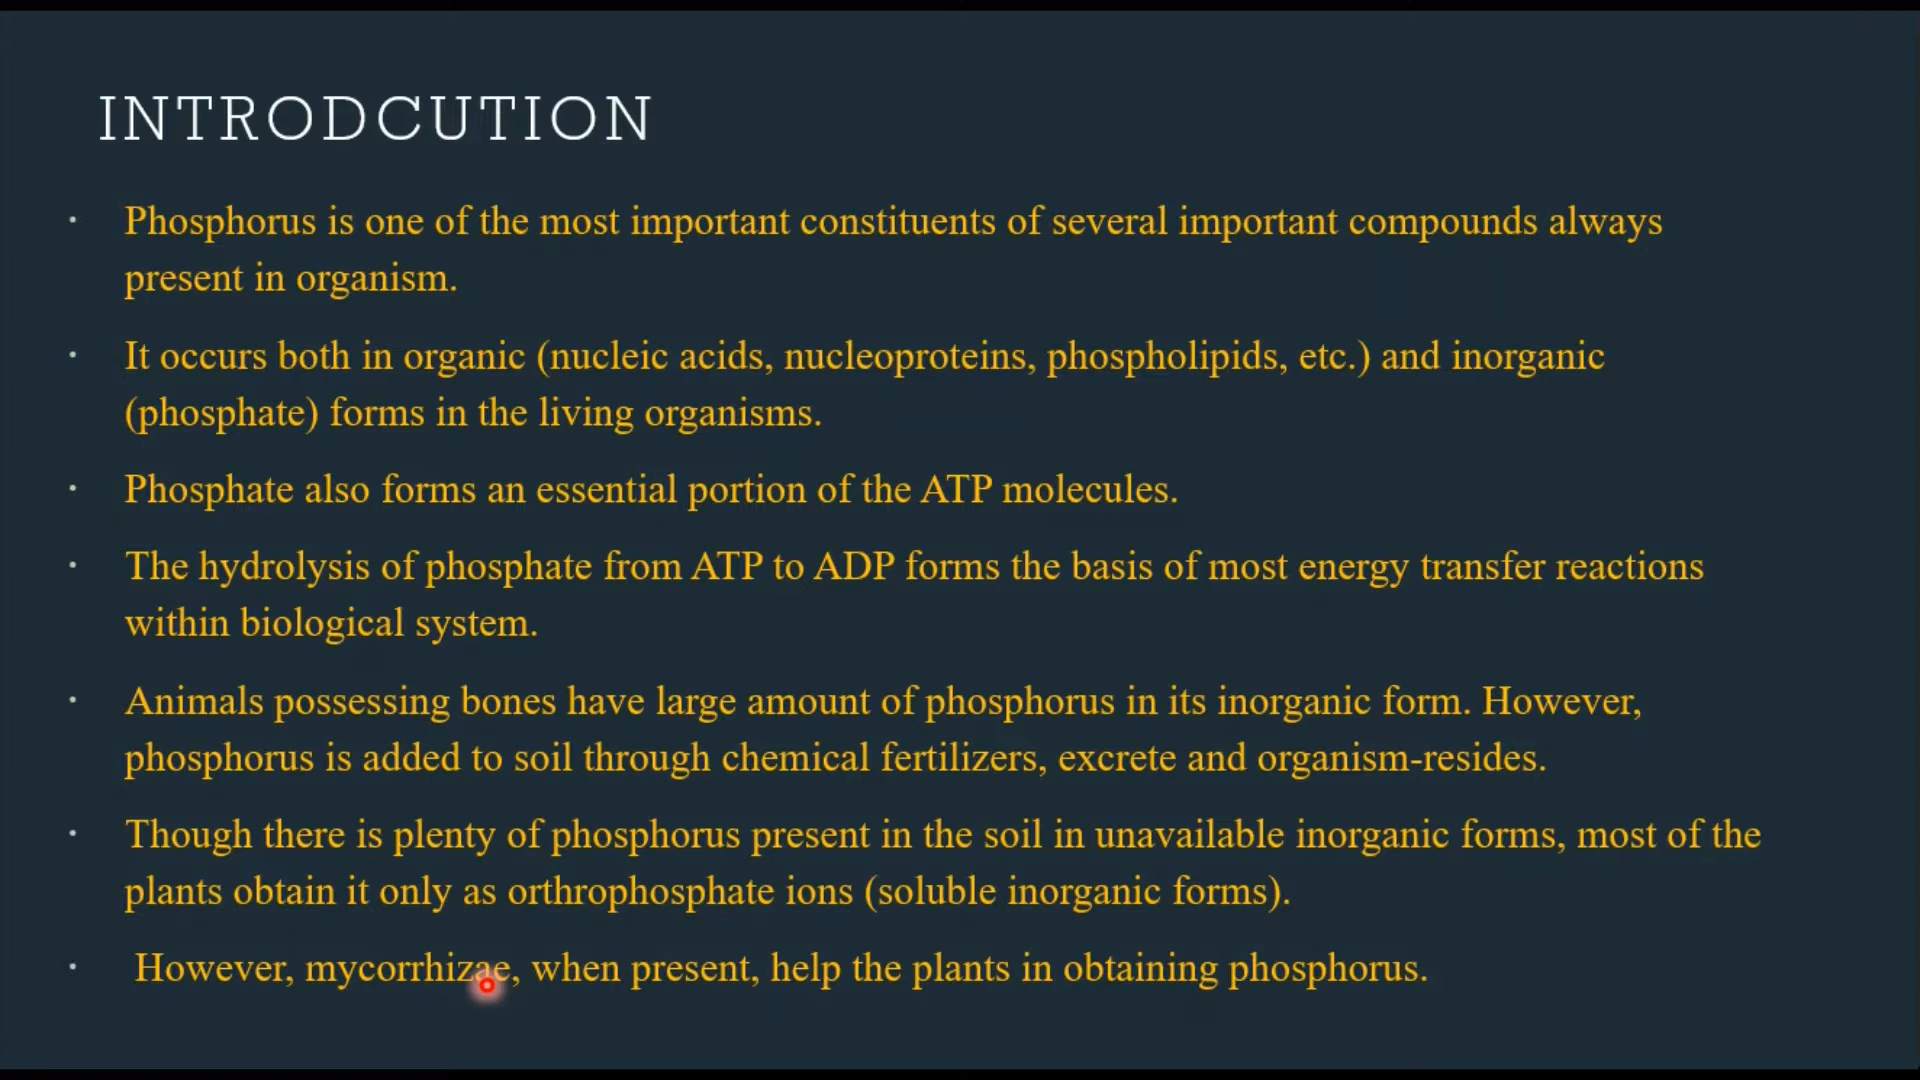 INTRODCUTION
· Phosphorus is one of the most important constituents of several important compounds always
present in organism.
· It occurs both in organic (nucleic acids, nucleoproteins, phospholipids, etc.) and inorganic
(phosphate) forms in the living organisms.
· Phosphate also forms an essential portion of the ATP molecules.
· The hydrolysis of phosphate from ATP to ADP forms the basis of most energy transfer reactions
within biological system.
· Animals possessing bones have large amount of phosphorus in its inorganic form. However,
phosphorus is added to soil through chemical fertilizers, excrete and organism-resides.
· Though there is plenty of phosphorus present in the soil in unavailable inorganic forms, most of the
plants obtain it only as orthrophosphate ions (soluble inorganic forms).
· However, mycorrhizae, when present, help the plants in obtaining phosphorus.